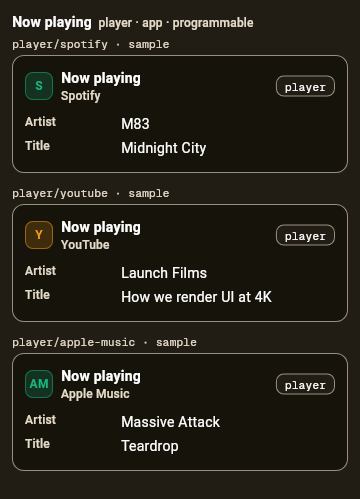 Now playing player · app · programmable
player/spotify · sample
S
Now playing
Spotify
player
Artist M83
Title Midnight City
player/youtube · sample
Y
Now playing
YouTube
player
Artist Launch Films
Title How we render UI at 4K
player/apple-music · sample
AM
Now playing
Apple Music
player
Artist Massive Attack
Title Teardrop